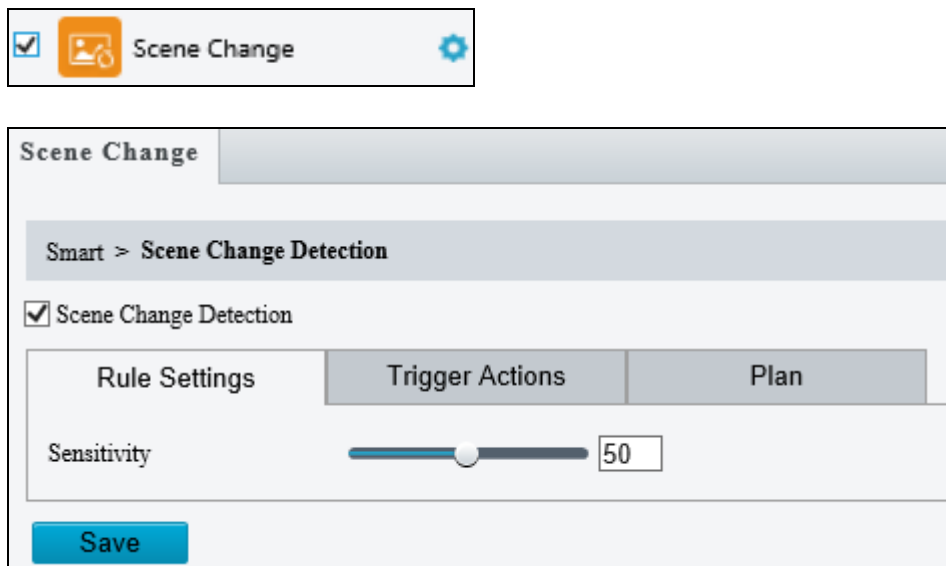 Scene Change
Scene Change
Smart > Scene Change Detection
Scene Change Detection
Rule Settings Trigger Actions Plan
Sensitivity 50
Save